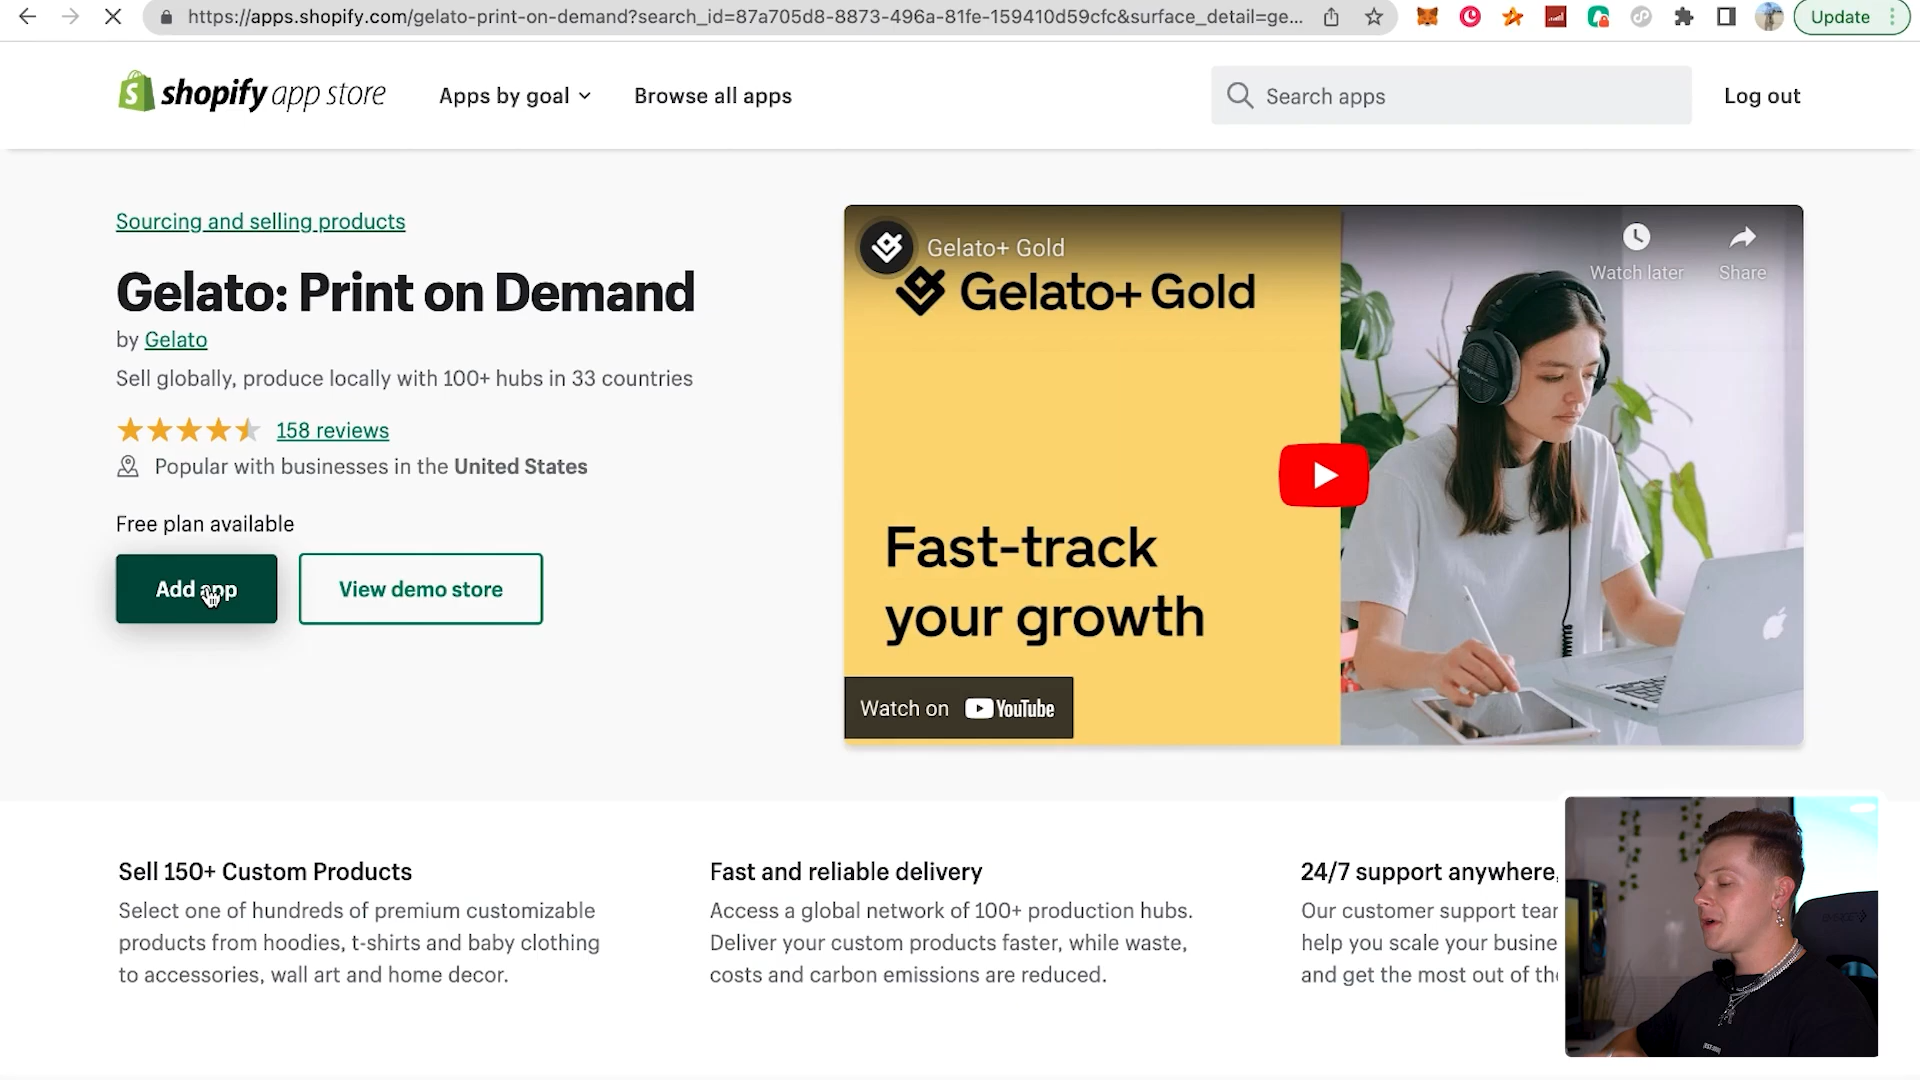 https://apps.shopify.com/gelato-print-on-demand?search_id=87a705d8-8873-496a-81fe-159410d59cfc&surface_detail=ge...
Update
shopify app store
Apps by goal
Browse all apps
Search apps
Log out
Sourcing and selling products
Gelato: Print on Demand
by Gelato
Sell globally, produce locally with 100+ hubs in 33 countries
158 reviews
Popular with businesses in the United States
Free plan available
Add app
View demo store
Gelato+ Gold
Watch later
Share
Gelato+ Gold
Fast-track
your growth
Watch on YouTube
Sell 150+ Custom Products
Select one of hundreds of premium customizable
products from hoodies, t-shirts and baby clothing
to accessories, wall art and home decor.
Fast and reliable delivery
Access a global network of 100+ production hubs.
Deliver your custom products faster, while waste,
costs and carbon emissions are reduced.
24/7 support anywhere,
Our customer support tear
help you scale your busine
and get the most out of the